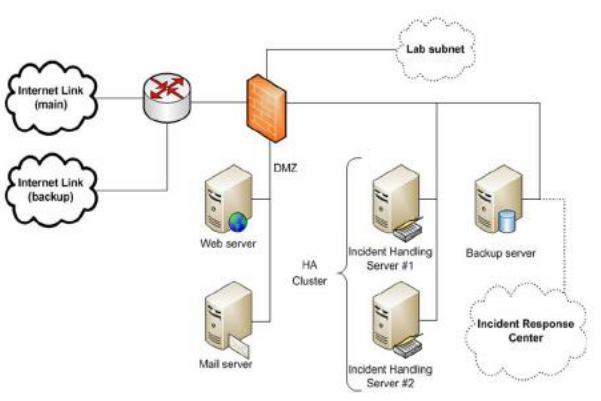 Lab subnet
Internet Link
(main)
DMZ
Internet Link
(backup)
Web server
HA
Cluster
Incident Handling
Server #1
Backup server
Mail server
Incident Handling
Server #2
Incident Response
Center